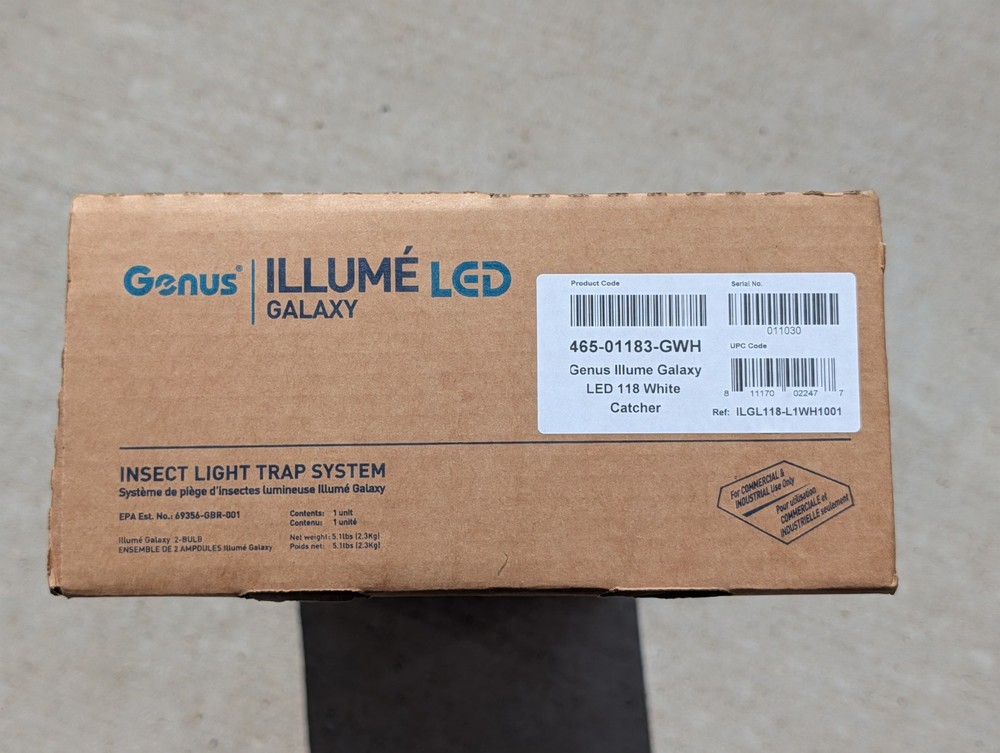 Genus®
ILLUMÉ LED
GALAXY
Product Code
465-01183-GWH
Genus Illume Galaxy
LED 118 White
Catcher
Serial No.
011030
UPC Code
8 11170 02247 7
Ref: ILGL118-L1WH1001
INSECT LIGHT TRAP SYSTEM
Système de piège d'insectes lumineuse Illumé Galaxy
EPA Est. No.: 69356-GBR-001
Illumé Galaxy 2-BULB
ENSEMBLE DE 2 AMPOULES Illumé Galaxy
Contents: 1 unit
Contenu: 1 unité
Net weight: 5.1lbs (2.3Kg)
Poids net: 5.1lbs (2.3Kg)
For COMMERCIAL &
INDUSTRIAL Use Only
Pour utilisation
COMMERCIALE et
INDUSTRIELLE seulement